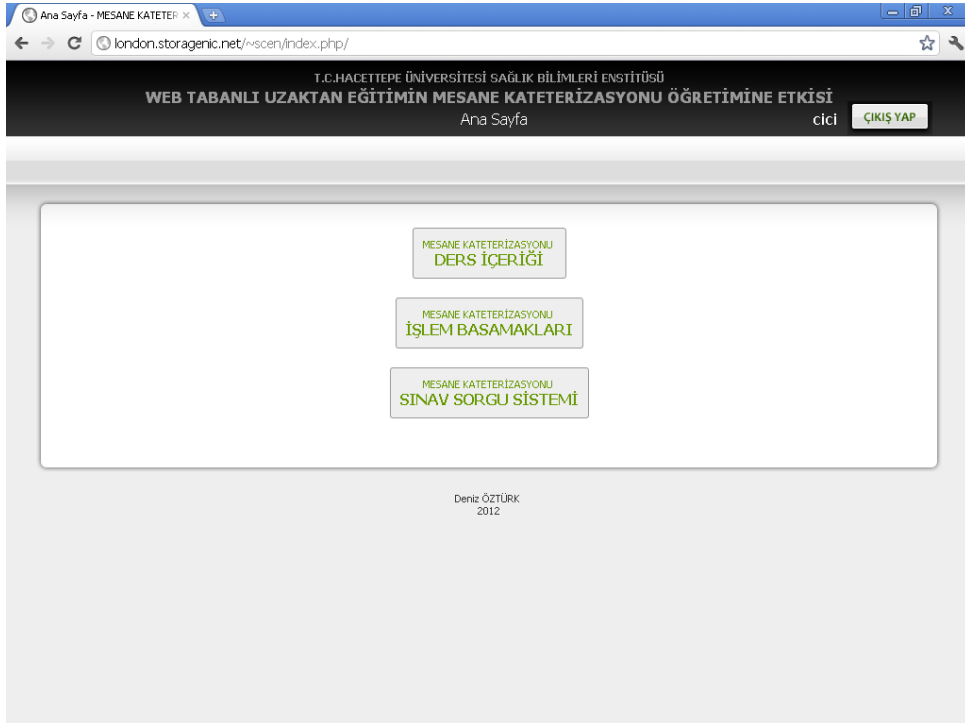 Ana Sayfa - MESANE KATETER
london.storagenic.net/~scen/index.php/
T.C.HACETTEPE ÜNİVERSİTESİ SAĞLIK BİLİMLERİ ENSTİTÜSÜ
WEB TABANLI UZAKTAN EĞİTİMİN MESANE KATETERİZASYONU ÖĞRETİMİNE ETKİSİ
Ana Sayfa
cici
ÇIKIŞ YAP
MESANE KATETERİZASYONU
DERS İÇERİĞİ
MESANE KATETERİZASYONU
İŞLEM BASAMAKLARI
MESANE KATETERİZASYONU
SINAV SORGU SİSTEMİ
Deniz ÖZTÜRK
2012